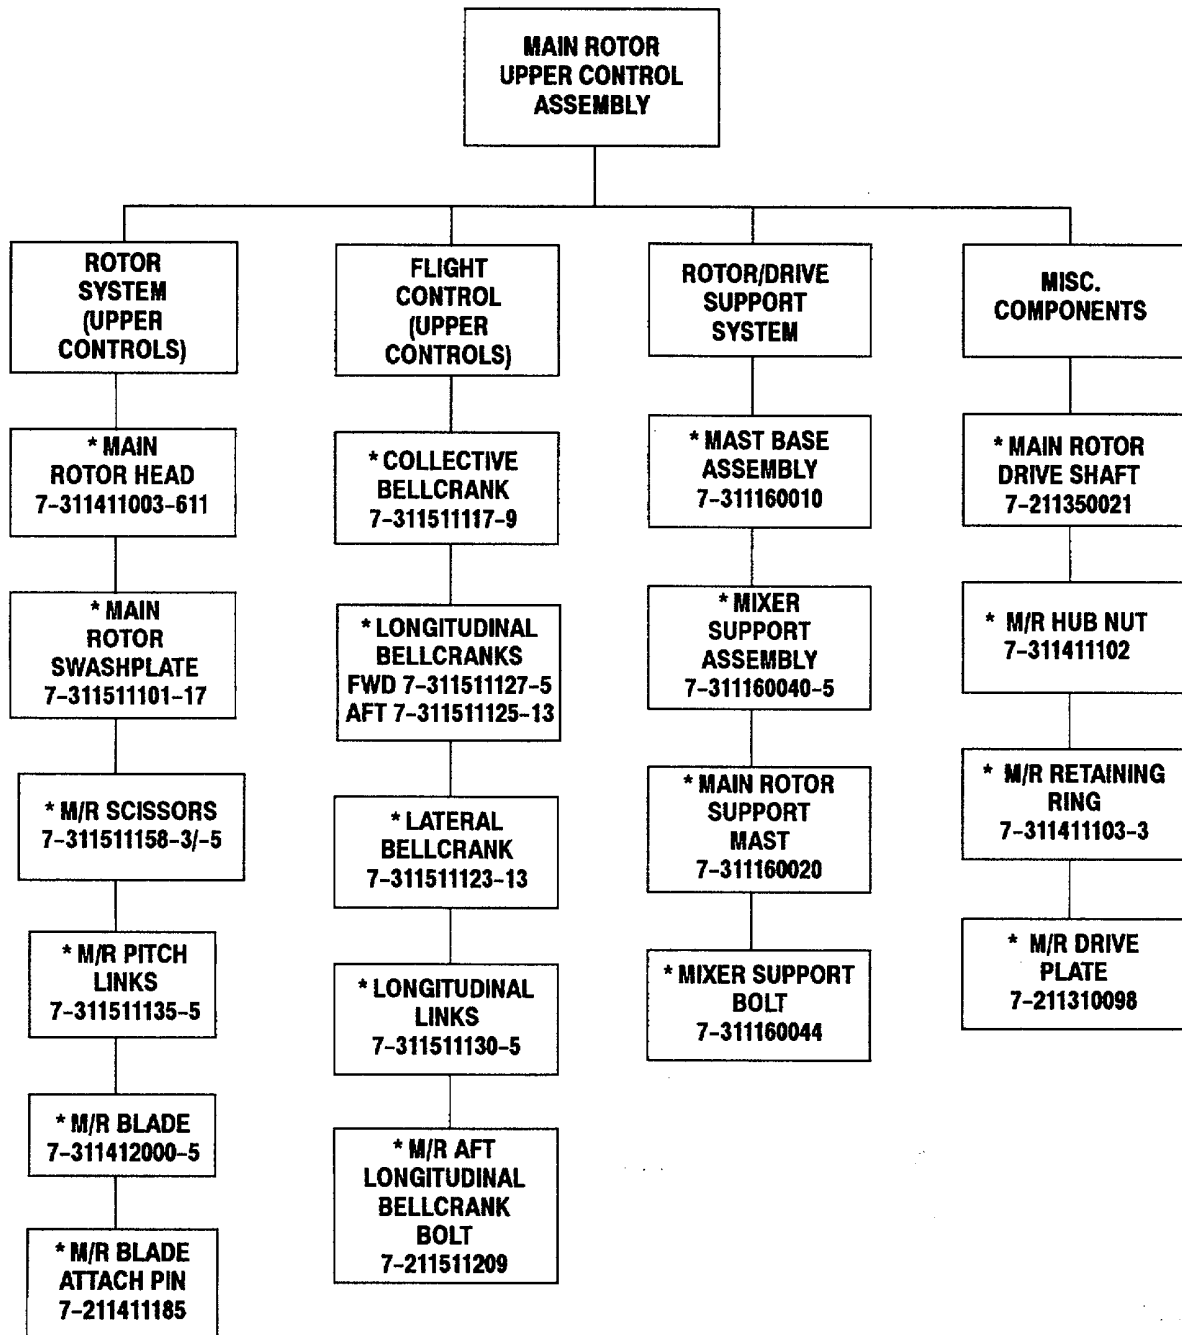 MAIN ROTOR
UPPER CONTROL
ASSEMBLY
ROTOR
SYSTEM
(UPPER
CONTROLS)
* MAIN
ROTOR HEAD
7-311411003-611
* MAIN
ROTOR
SWASHPLATE
7-311511101-17
* M/R SCISSORS
7-311511158-3/-5
* M/R PITCH
LINKS
7-311511135-5
* M/R BLADE
7-311412000-5
* M/R BLADE
ATTACH PIN
7-211411185
FLIGHT
CONTROL
(UPPER
CONTROLS)
* COLLECTIVE
BELLCRANK
7-311511117-9
* LONGITUDINAL
BELLCRANKS
FWD 7-311511127-5
AFT 7-311511125-13
* LATERAL
BELLCRANK
7-311511123-13
* LONGITUDINAL
LINKS
7-311511130-5
* M/R AFT
LONGITUDINAL
BELLCRANK
BOLT
7-211511209
ROTOR/DRIVE
SUPPORT
SYSTEM
* MAST BASE
ASSEMBLY
7-311160010
* MIXER
SUPPORT
ASSEMBLY
7-311160040-5
* MAIN ROTOR
SUPPORT
MAST
7-311160020
* MIXER SUPPORT
BOLT
7-311160044
MISC.
COMPONENTS
* MAIN ROTOR
DRIVE SHAFT
7-211350021
* M/R HUB NUT
7-311411102
* M/R RETAINING
RING
7-311411103-3
* M/R DRIVE
PLATE
7-211310098